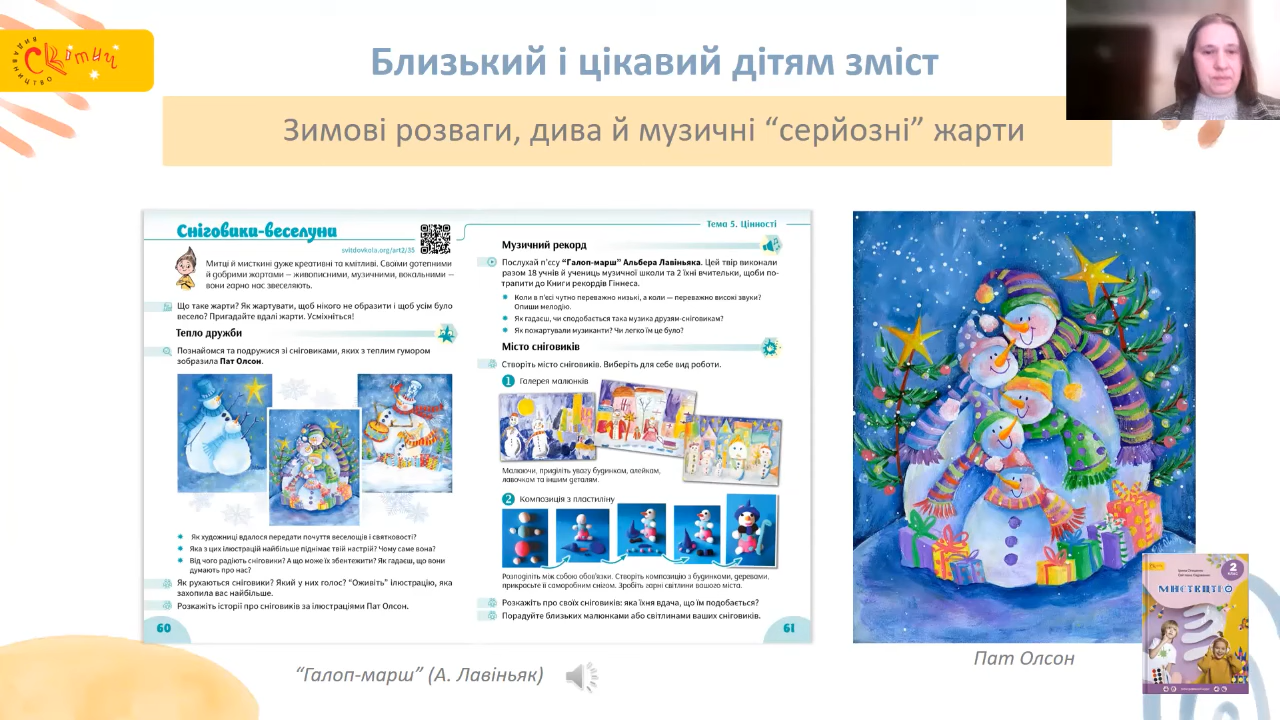 видавництво
Світич
Близький і цікавий дітям зміст
Зимові розваги, дива й музичні “серйозні” жарти
Сніговики-веселуни
svitdovkola.org/art2/35
Митці й мисткині дуже креативні та кмітливі. Своїми дотепними
й добрими жартами – живописними, музичними, вокальними –
вони гарно нас звеселяють.
Що таке жарти? Як жартувати, щоб нікого не образити і щоб усім було
весело? Пригадайте вдалі жарти. Усміхніться!
Тепло дружби
Познайомся та подружися зі сніговиками, яких з теплим гумором
зобразила Пат Олсон.
Як художниці вдалося передати почуття веселощів і святковості?
Яка з цих ілюстрацій найбільше піднімає твій настрій? Чому саме вона?
Від чого радіють сніговики? А що може їх збентежити? Як гадаєш, що вони
думають про нас?
Як рухаються сніговики? Який у них голос? “Оживіть” ілюстрацію, яка
захопила вас найбільше.
Розкажіть історії про сніговиків за ілюстраціями Пат Олсон.
60
Тема 5. Цінності
Музичний рекорд
Послухай п’єсу “Галоп-марш” Альбера Лавіньяка. Цей твір виконали
разом 18 учнів й учениць музичної школи та 2 їхні вчительки, щоби по-
трапити до Книги рекордів Гіннеса.
Коли в п’єсі чутно переважно низькі, а коли — переважно високі звуки?
Опиши мелодію.
Як гадаєш, чи сподобається така музика друзям-сніговикам?
Як пожартували музиканти? Чи легко їм це було?
Місто сніговиків
Створіть місто сніговиків. Виберіть для себе вид роботи.
1 Галерея малюнків
Малюючи, приділіть увагу будинкам, алейкам,
лавочкам та іншим деталям.
2 Композиція з пластиліну
Розподіліть між собою обов’язки. Створіть композицію з будинками, деревами,
прикрасьте її саморобним снігом. Зробіть гарні світлини вашого міста.
Розкажіть про своїх сніговиків: яка їхня вдача, що їм подобається?
Порадуйте близьких малюнками або світлинами ваших сніговиків.
61
“Галоп-марш” (А. Лавіньяк)
Пат Олсон
2
МИСТЕЦТВО